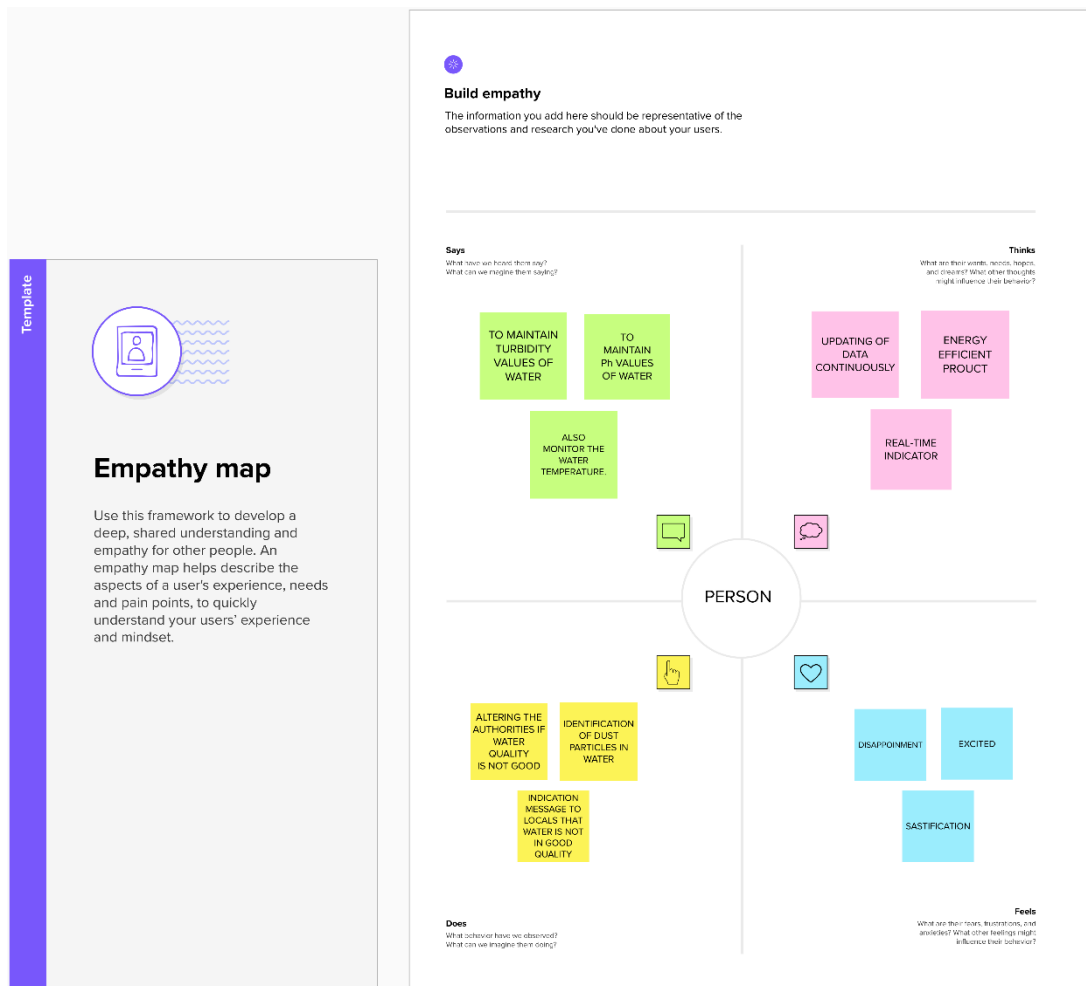 Template
Empathy map
Use this framework to develop a
deep, shared understanding and
empathy for other people. An
empathy map helps describe the
aspects of a user's experience, needs
and pain points, to quickly
understand your users' experience
and mindset.
Build empathy
The information you add here should be representative of the
observations and research you've done about your users.
Says
What have we heard them say?
What can we imagine them saying?
TO MAINTAIN
TURBIDITY
VALUES OF
WATER
TO
MAINTAIN
Ph VALUES
OF WATER
ALSO
MONITOR THE
WATER
TEMPERATURE.
Thinks
What are their wants, needs, hopes,
and dreams? What other thoughts
might influence their behavior?
UPDATING OF
DATA
CONTINUOUSLY
ENERGY
EFFICIENT
PROUCT
REAL-TIME
INDICATOR
PERSON
ALTERING THE
AUTHORITIES IF
WATER
QUALITY
IS NOT GOOD
IDENTIFICATION
OF DUST
PARTICLES IN
WATER
INDICATION
MESSAGE TO
LOCALS THAT
WATER IS NOT
IN GOOD
QUALITY
Does
What behavior have we observed?
What can we imagine them doing?
DISAPPOINMENT
EXCITED
SASTIFICATION
Feels
What are their fears, frustrations, and
anxieties? What other feelings might
influence their behavior?